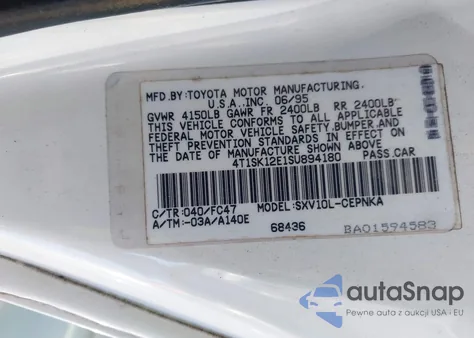 MFD.BY:TOYOTA MOTOR MANUFACTURING.
U.S.A.,INC. 06/95
GVWR 4150LB GAWR FR 2400LB RR 2400LB
THIS VEHICLE CONFORMS TO ALL APPLICABLE
FEDERAL MOTOR VEHICLE SAFETY,BUMPER,AND
THEFT PREVENTION STANDARDS IN EFFECT ON
THE DATE OF MANUFACTURE SHOWN ABOVE.
4T1SK12E1SU894180 PASS.CAR
C/TR:040/FC47 MODEL:SXV10L-CEPNKA
A/TM:-03A/A140E 68436 BA01594583
autoSnap
Pewne auta z dostępem z aukcji USA - EU